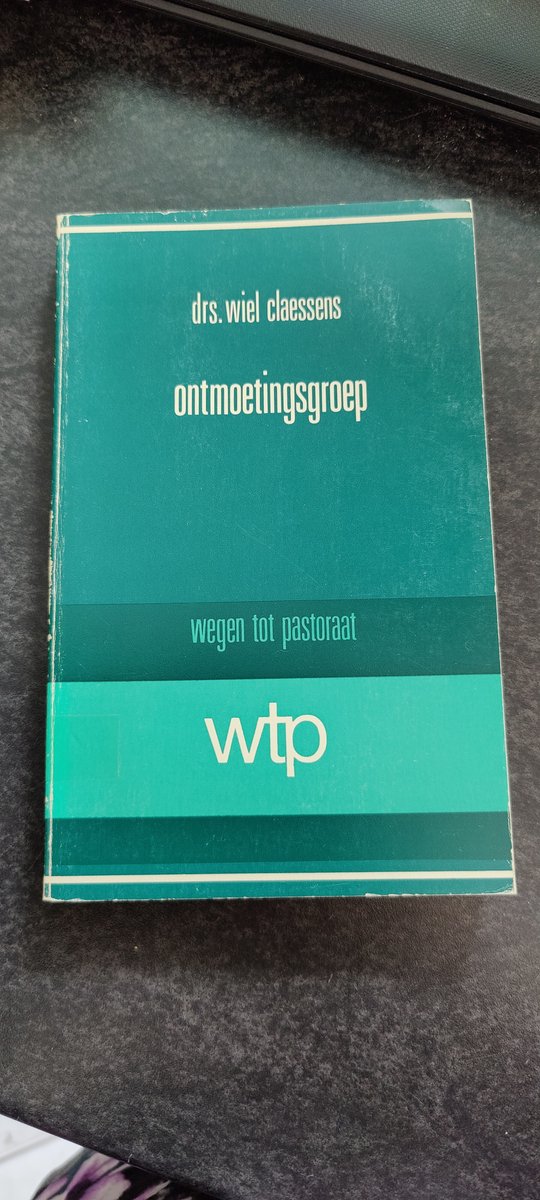 drs. wiel claessens
ontmoetingsgroep
wegen tot pastoraat
wtp